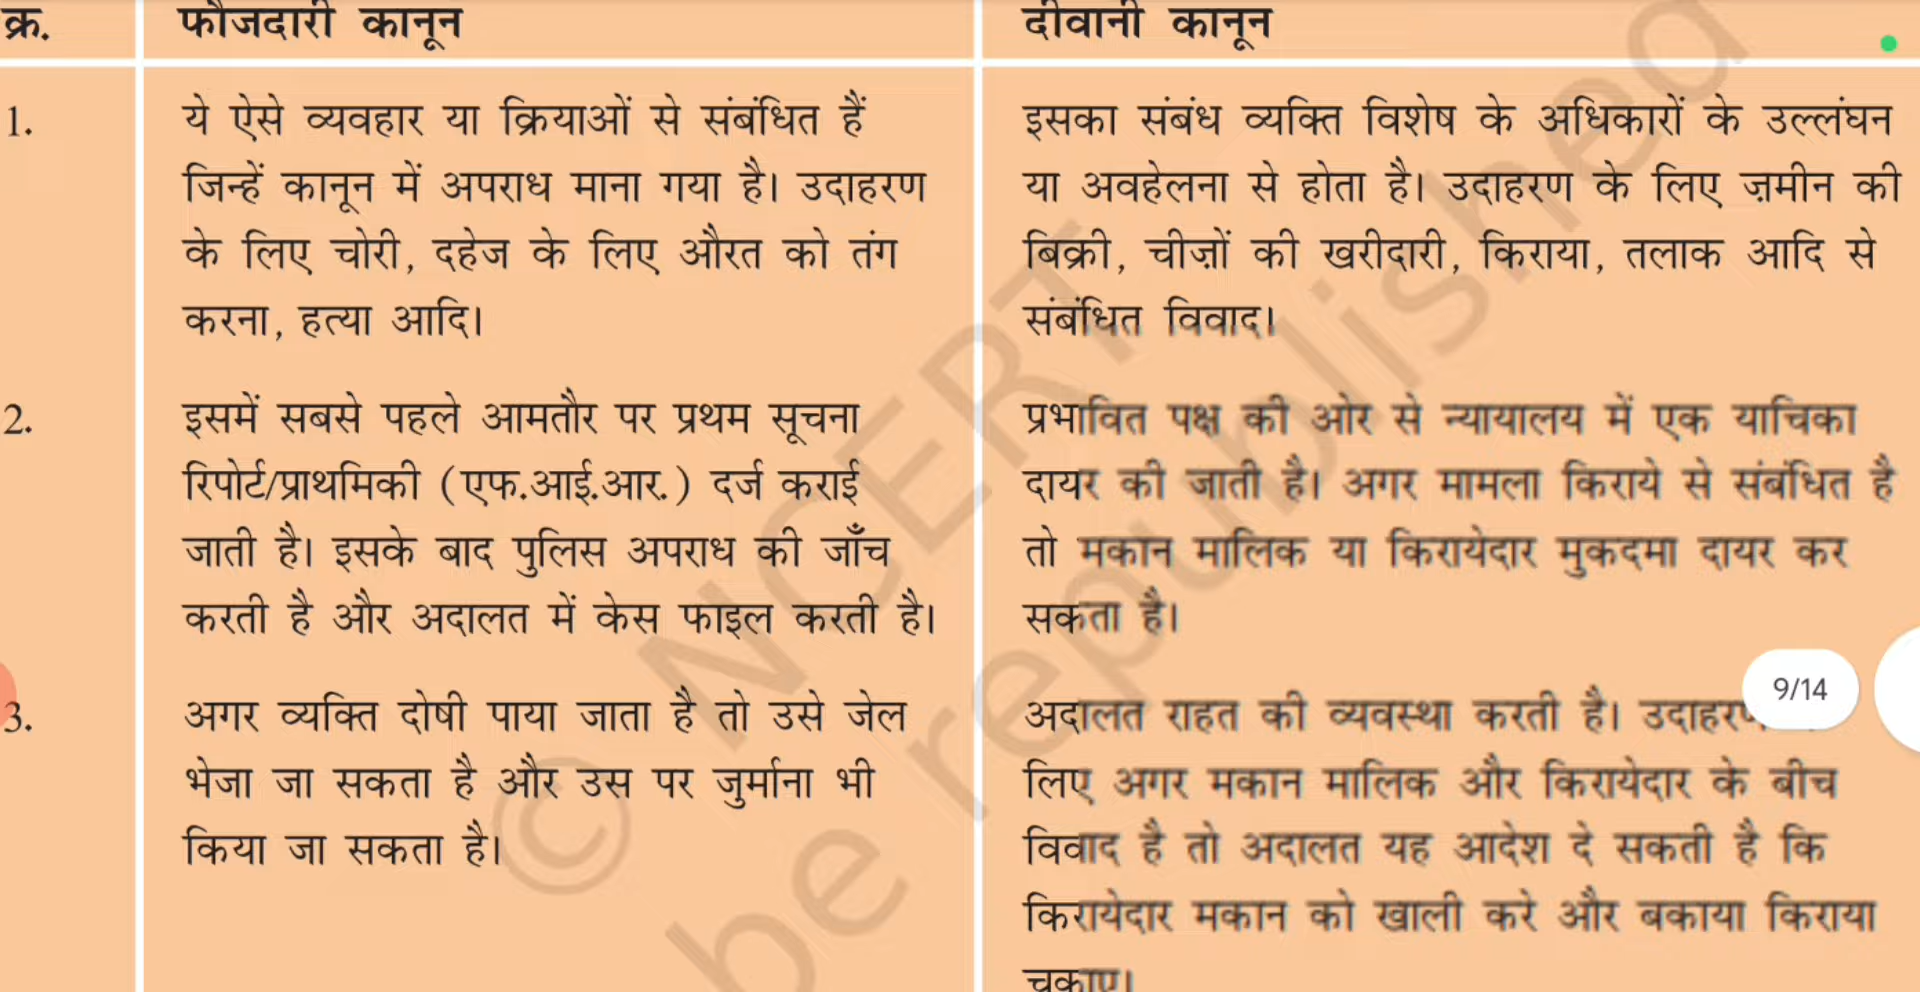 क्र.
फौजदारी कानून
दीवानी कानून
1.
ये ऐसे व्यवहार या क्रियाओं से संबंधित हैं
जिन्हें कानून में अपराध माना गया है। उदाहरण
के लिए चोरी, दहेज के लिए औरत को तंग
करना, हत्या आदि।
इसका संबंध व्यक्ति विशेष के अधिकारों के उल्लंघन
या अवहेलना से होता है। उदाहरण के लिए ज़मीन की
बिक्री, चीज़ों की खरीदारी, किराया, तलाक आदि से
संबंधित विवाद।
2.
इसमें सबसे पहले आमतौर पर प्रथम सूचना
रिपोर्ट/प्राथमिकी (एफ.आई.आर.) दर्ज कराई
जाती है। इसके बाद पुलिस अपराध की जाँच
करती है और अदालत में केस फाइल करती है।
प्रभावित पक्ष की ओर से न्यायालय में एक याचिका
दायर की जाती है। अगर मामला किराये से संबंधित है
तो मकान मालिक या किरायेदार मुकदमा दायर कर
सकता है।
3.
अगर व्यक्ति दोषी पाया जाता है तो उसे जेल
भेजा जा सकता है और उस पर जुर्माना भी
किया जा सकता है।
अदालत राहत की व्यवस्था करती है।
लिए अगर मकान मालिक और किरायेदार के बीच
विवाद है तो अदालत यह आदेश दे सकती है कि
किरायेदार मकान को खाली करे और बकाया किराया
चुकाए।
9/14
© NCERT
be republished